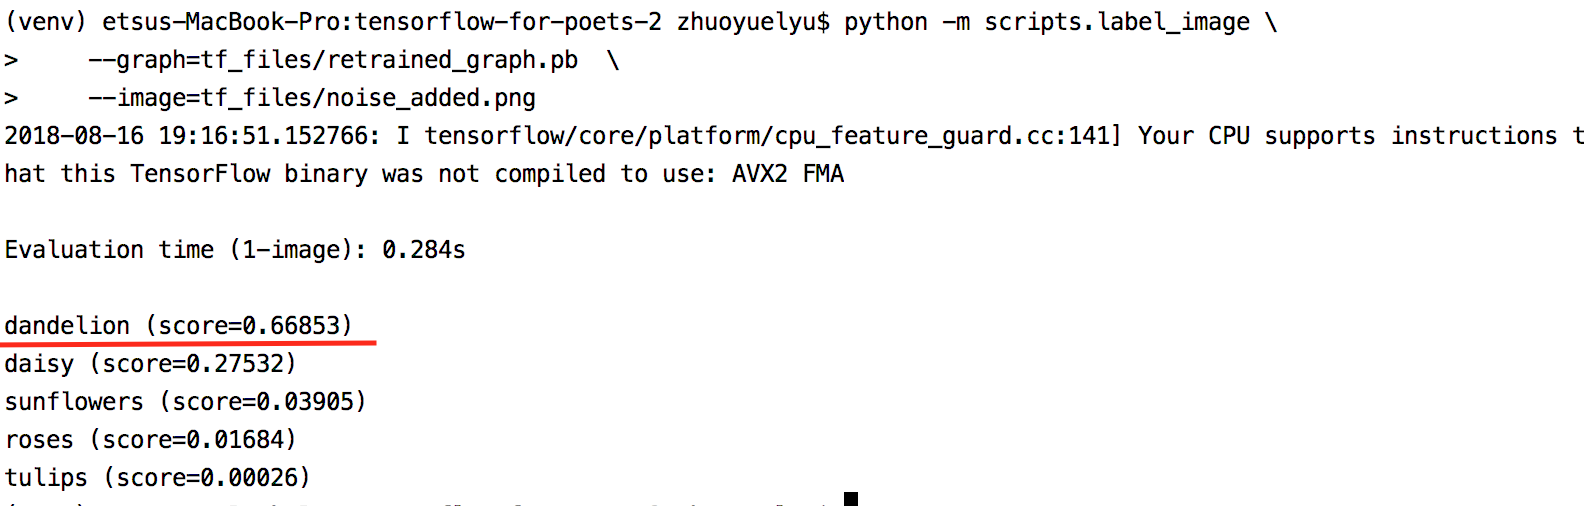 (venv) etsus-MacBook-Pro:tensorflow-for-poets-2 zhuoyuelyu$ python -m scripts.label_image \
>     --graph=tf_files/retrained_graph.pb  \
>     --image=tf_files/noise_added.png
2018-08-16 19:16:51.152766: I tensorflow/core/platform/cpu_feature_guard.cc:141] Your CPU supports instructions t
hat this TensorFlow binary was not compiled to use: AVX2 FMA
Evaluation time (1-image): 0.284s
dandelion (score=0.66853)
daisy (score=0.27532)
sunflowers (score=0.03905)
roses (score=0.01684)
tulips (score=0.00026)